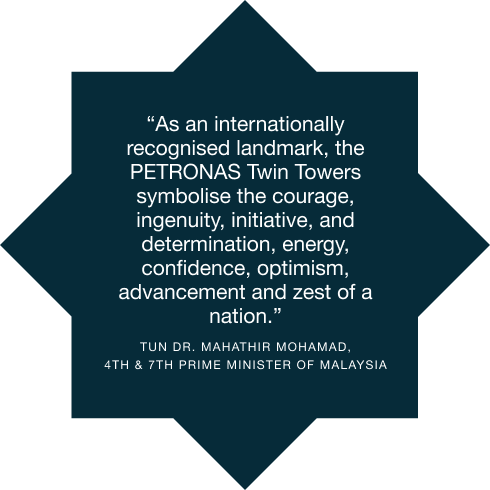 “As an internationally
recognised landmark, the
PETRONAS Twin Towers
symbolise the courage,
ingenuity, initiative, and
determination, energy,
confidence, optimism,
advancement and zest of a
nation.”
TUN DR. MAHATHIR MOHAMAD,
4TH & 7TH PRIME MINISTER OF MALAYSIA